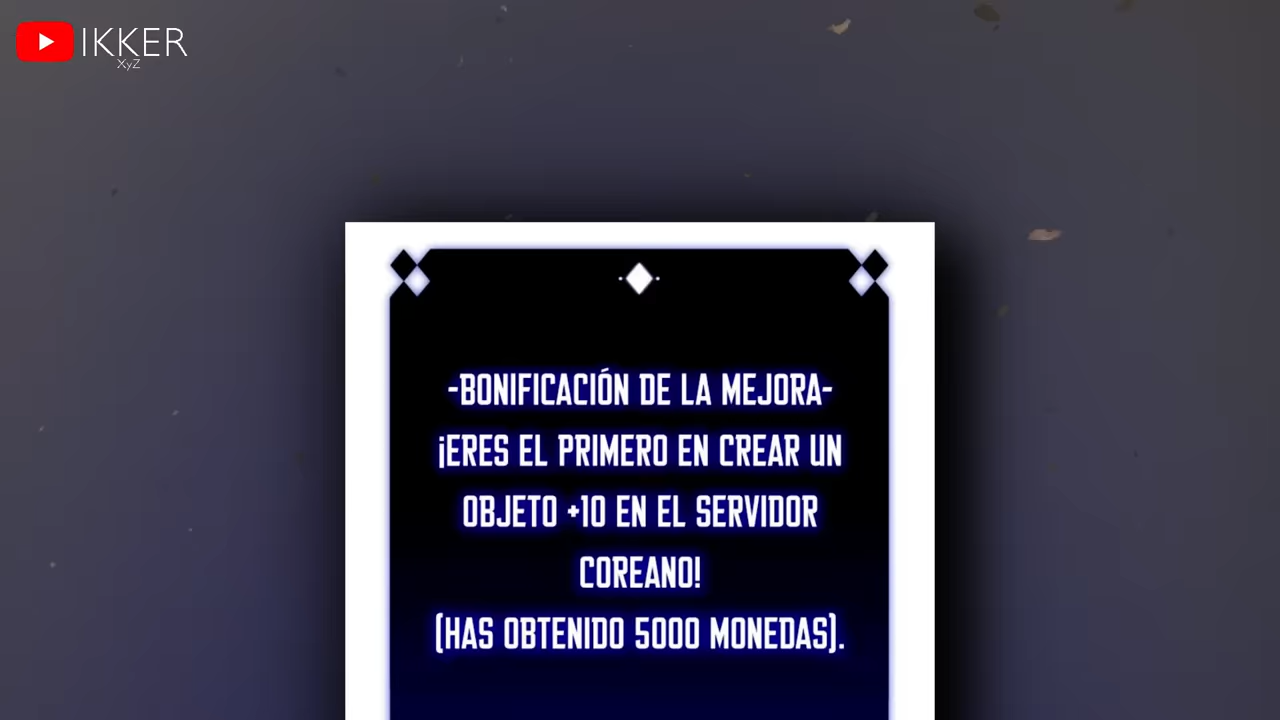 IKKER
XyZ
-BONIFICACIÓN DE LA MEJORA-
¡ERES EL PRIMERO EN CREAR UN
OBJETO +10 EN EL SERVIDOR
COREANO!
(HAS OBTENIDO 5000 MONEDAS).